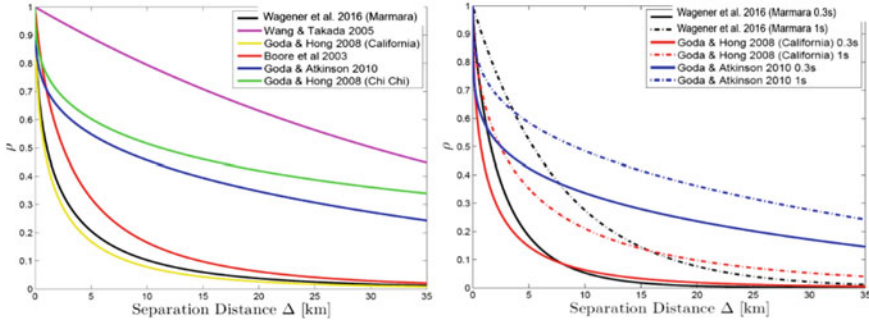 Wagener et al. 2016 (Marmara)
Wang & Takada 2005
Goda & Hong 2008 (California)
Boore et al 2003
Goda & Atkinson 2010
Goda & Hong 2008 (Chi Chi)
1
0.9
0.8
0.7
0.6
0.5
0.4
0.3
0.2
0.1
0
ρ
0 5 10 15 20 25 30 35
Separation Distance Δ [km]
Wagener et al. 2016 (Marmara 0.3s)
Wagener et al. 2016 (Marmara 1s)
Goda & Hong 2008 (California) 0.3s
Goda & Hong 2008 (California) 1s
Goda & Atkinson 2010 0.3s
Goda & Atkinson 2010 1s
1
0.9
0.8
0.7
0.6
0.5
0.4
0.3
0.2
0.1
0
ρ
0 5 10 15 20 25 30 35
Separation Distance Δ [km]